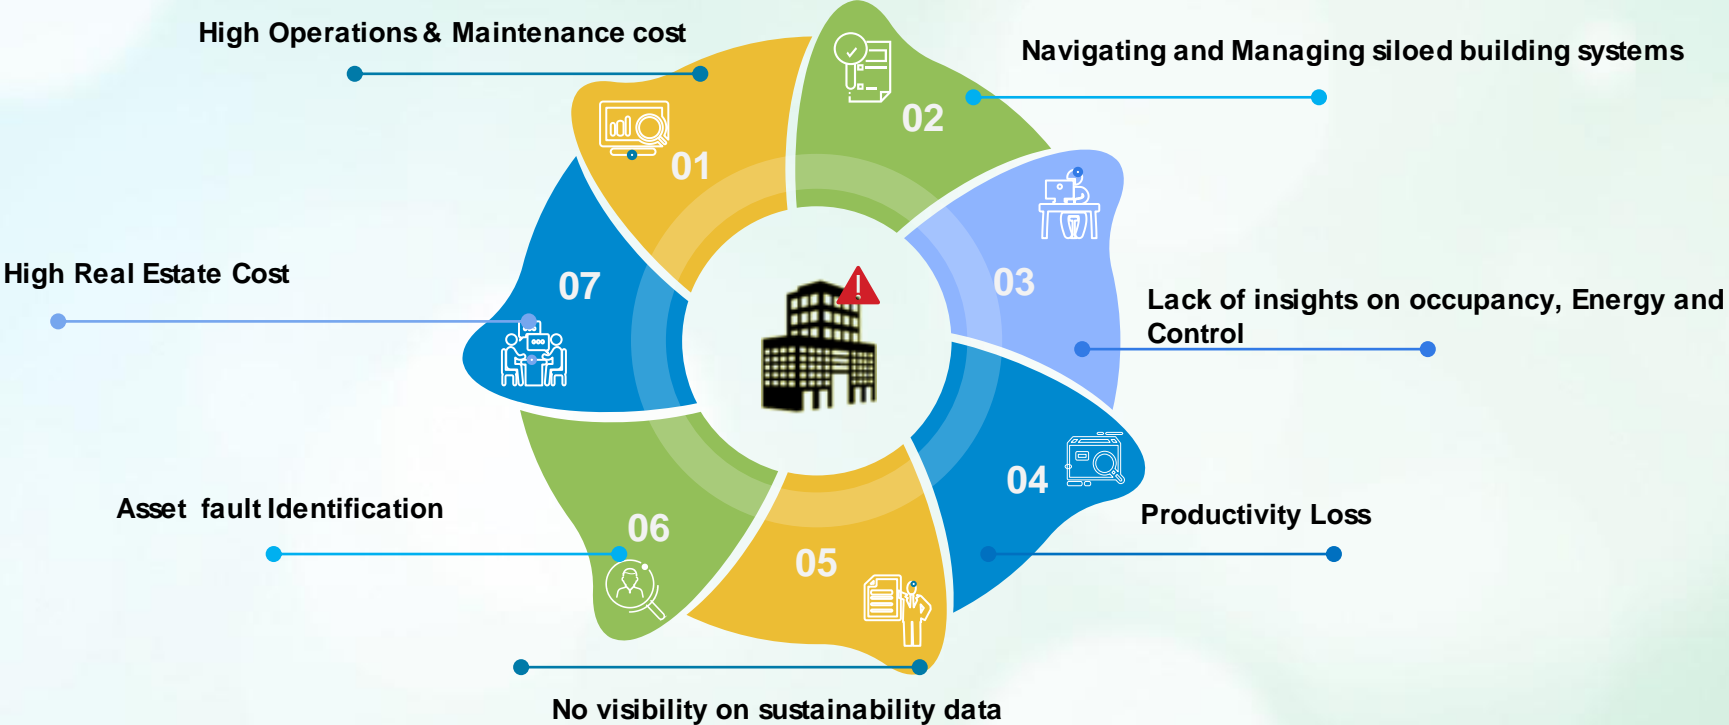 High Operations & Maintenance cost
01
Navigating and Managing siloed building systems
02
03
Lack of insights on occupancy, Energy and
Control
04
Productivity Loss
05
No visibility on sustainability data
06
Asset fault Identification
07
High Real Estate Cost